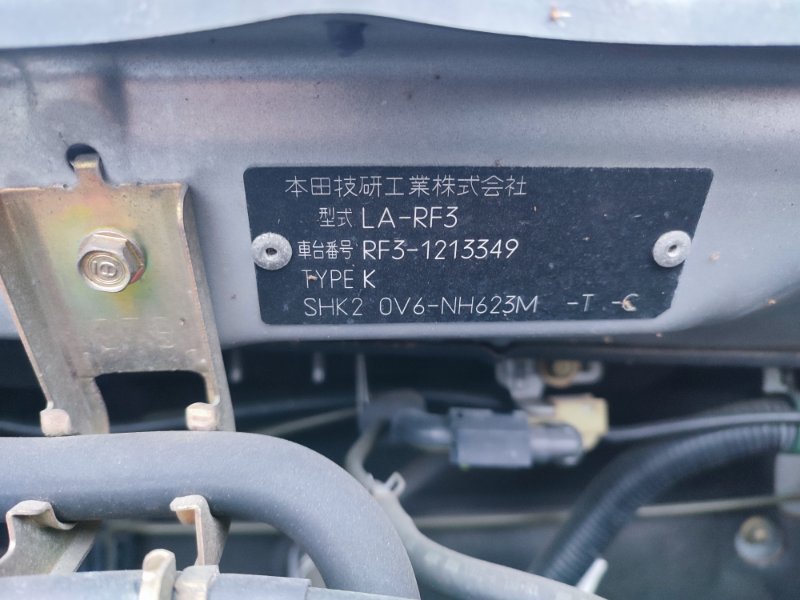 本田技研工業株式会社
型式 LA-RF3
車台番号 RF3-1213349
TYPE K
SHK2 0V6-NH623M -T -C
10